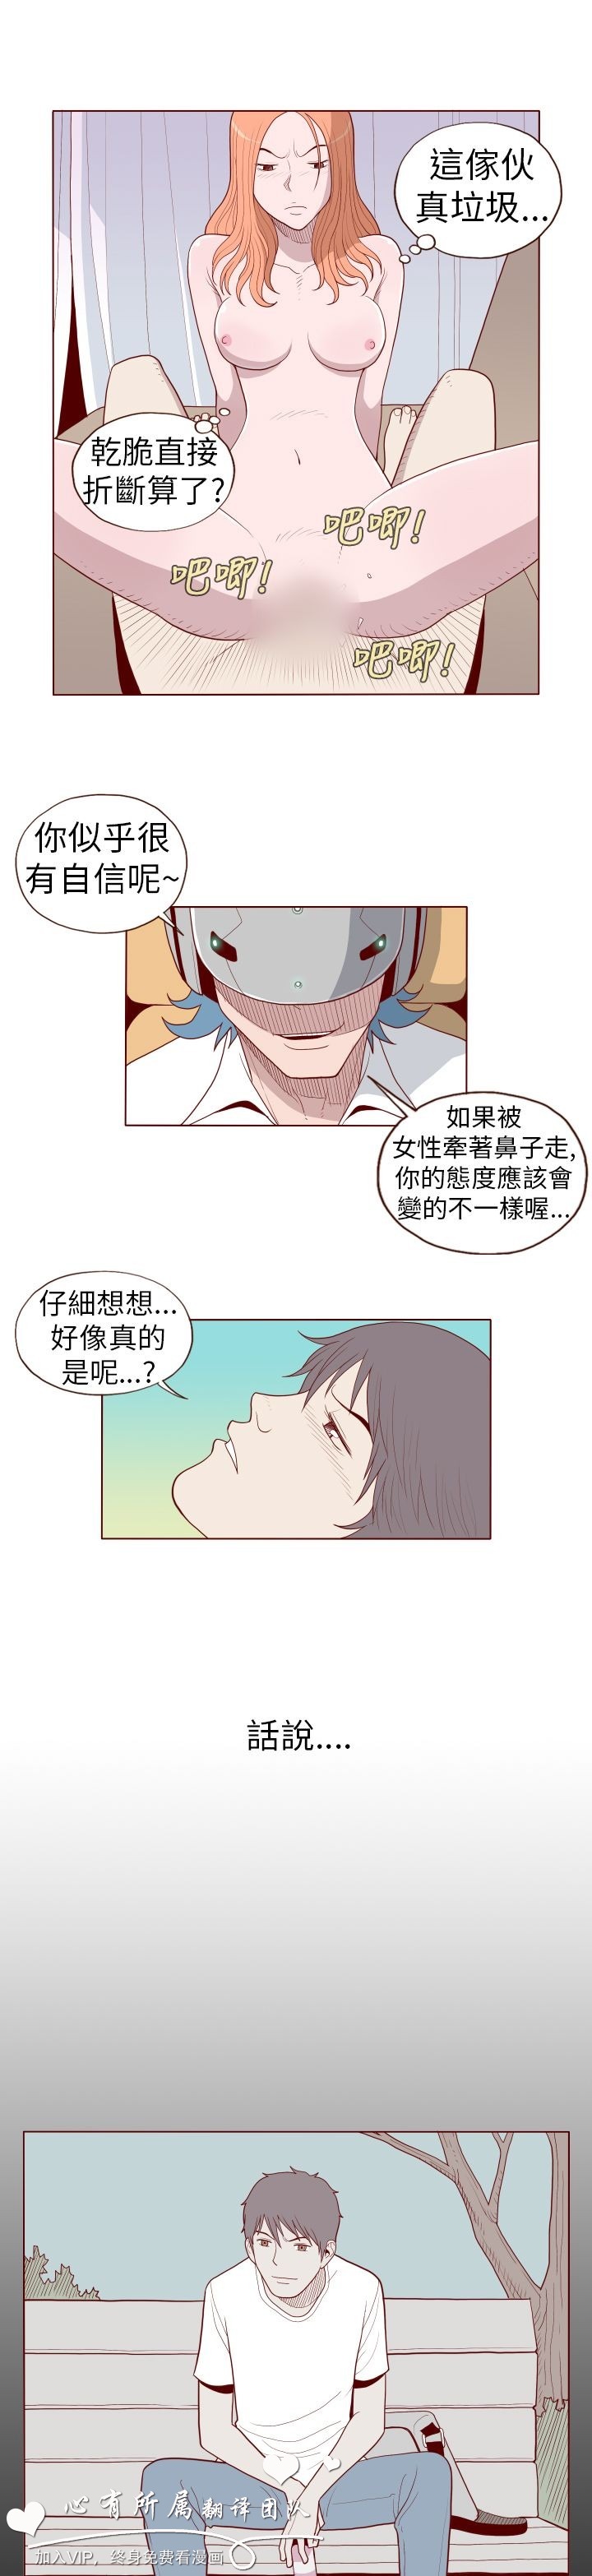 這傢伙
真垃圾...
乾脆直接
折斷算了?
吧唧!
吧唧!
吧唧!
你似乎很
有自信呢~
如果被
女性牽著鼻子走,
你的態度應該會
變的不一樣喔...
仔細想想...
好像真的
是呢...?
話說....
心有所属翻译团队
加入VIP，终身免费看漫画